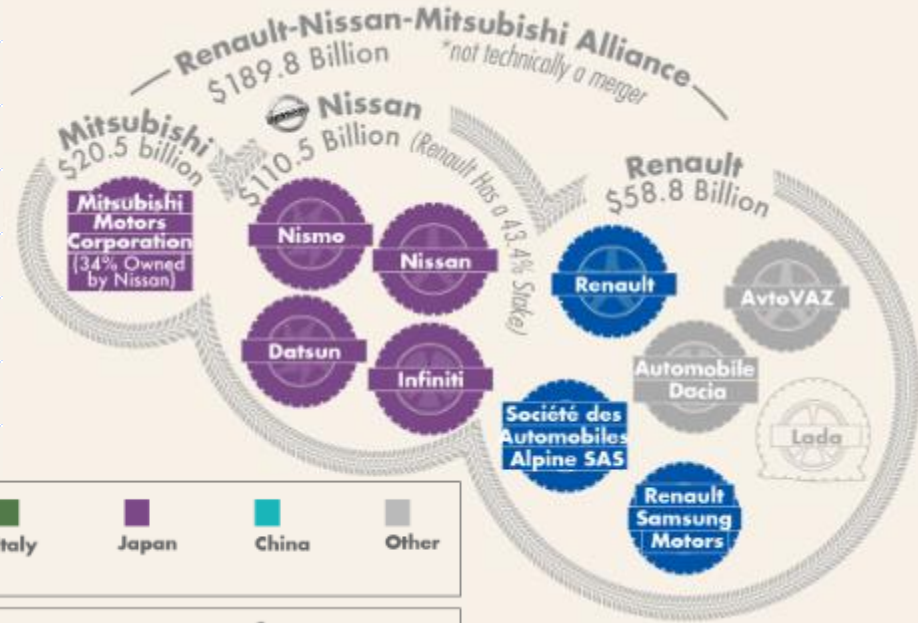 Renault-Nissan-Mitsubishi Alliance
$189.8 Billion
*not technically a merger
Mitsubishi
$20.5 billion
Nissan
$110.5 Billion (Renault Has a 43.4% Stake)
Renault
$58.8 Billion
Mitsubishi
Motors
Corporation
(34% Owned
by Nissan)
Nismo
Nissan
Datsun
Infiniti
Renault
AvtoVAZ
Automobile
Dacia
Société des
Automobiles
Alpine SAS
Lada
Renault
Samsung
Motors
Italy
Japan
China
Other